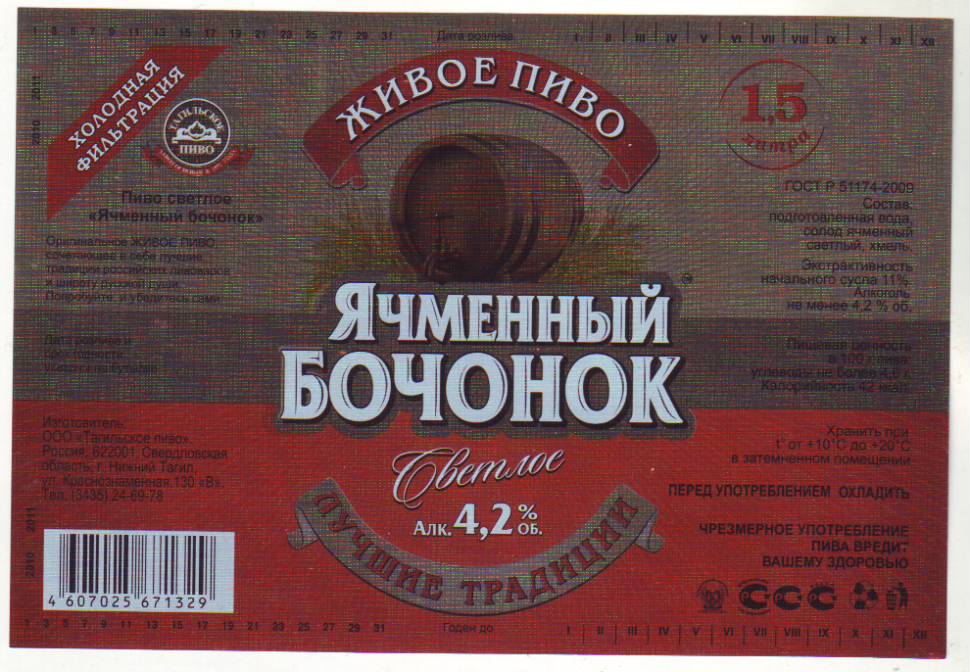 1 3 5 7 9 11 13 15 17 19 21 23 25 27 29 31 Дата розлива I II III IV V VI VII VIII IX X XI XII
2010 2011
ХОЛОДНАЯ
ФИЛЬТРАЦИЯ
ТАГИЛЬСКОЕ
ПИВО
Пиво светлое
«Ячменный бочонок»
Оригинальное ЖИВОЕ ПИВО,
сочетающее в себе лучшие
традиции российских пивоваров
и широту русской души.
Попробуйте, и убедитесь сами.
Дата розлива и
срок годности
указаны на бутылке
Изготовитель:
ООО «Тагильское пиво».
Россия, 622001, Свердловская
область, г. Нижний Тагил,
ул. Краснознаменная,130 «В».
Тел. (3435) 24-69-78
2010 2011
4 607025 671329
ЖИВОЕ ПИВО
ЯЧМЕННЫЙ
БОЧОНОК
Светлое
АЛК. 4,2 % ОБ.
ЛУЧШИЕ ТРАДИЦИИ
1,5
литра
ГОСТ Р 51174-2009
Состав:
подготовленная вода,
солод ячменный
светлый, хмель.
Экстрактивность
начального сусла 11%
Алкоголь
не менее 4,2 % об.
Пищевая ценность
в 100 г пива:
углеводы не более 4,6 г.
Калорийность 42 ккал.
Хранить при
t° от +10°С до +20°С
в затемненном помещении
ПЕРЕД УПОТРЕБЛЕНИЕМ ОХЛАДИТЬ
ЧРЕЗМЕРНОЕ УПОТРЕБЛЕНИЕ
ПИВА ВРЕДИТ
ВАШЕМУ ЗДОРОВЬЮ
1 3 5 7 9 11 13 15 17 19 21 23 25 27 29 31 Годен до I II III IV V VI VII VIII IX X XI XII